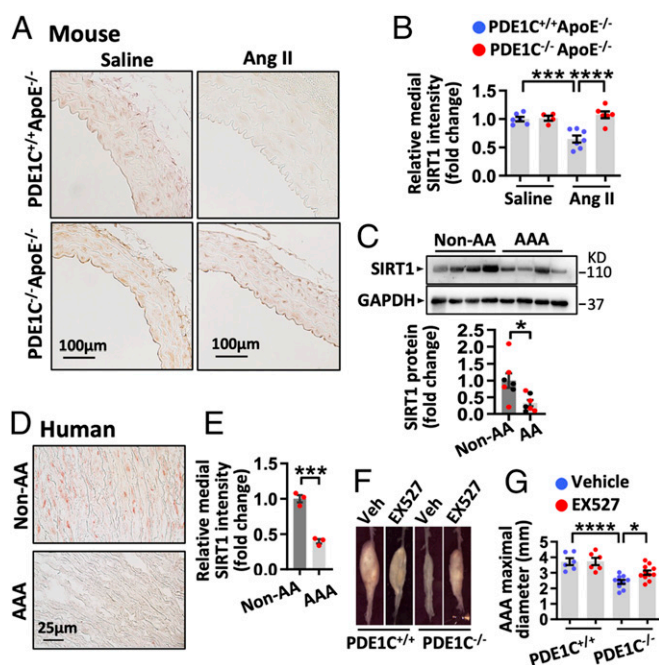 A Mouse
Saline Ang II
PDE1C+/+ApoE-/-
PDE1C-/-ApoE-/-
100µm 100µm
B
PDE1C+/+ApoE-/-
PDE1C-/-ApoE-/-
*** ****
Relative medial
SIRT1 intensity
(fold change)
1.5
1.0
0.5
0.0
Saline Ang II
C
Non-AA AAA
KD
SIRT1 -110
GAPDH -37
SIRT1 protein
(fold change)
*
2.5
2.0
1.5
1.0
0.5
0.0
Non-AA AA
D Human
Non-AA
AAA
25µm
E
Relative medial
SIRT1 intensity
(fold change)
***
1.5
1.0
0.5
0.0
Non-AA AAA
F
Veh EX527 Veh EX527
PDE1C+/+ PDE1C-/-
G
Vehicle
EX527
**** *
AAA maximal
diameter (mm)
5
4
3
2
1
0
PDE1C+/+ PDE1C-/-